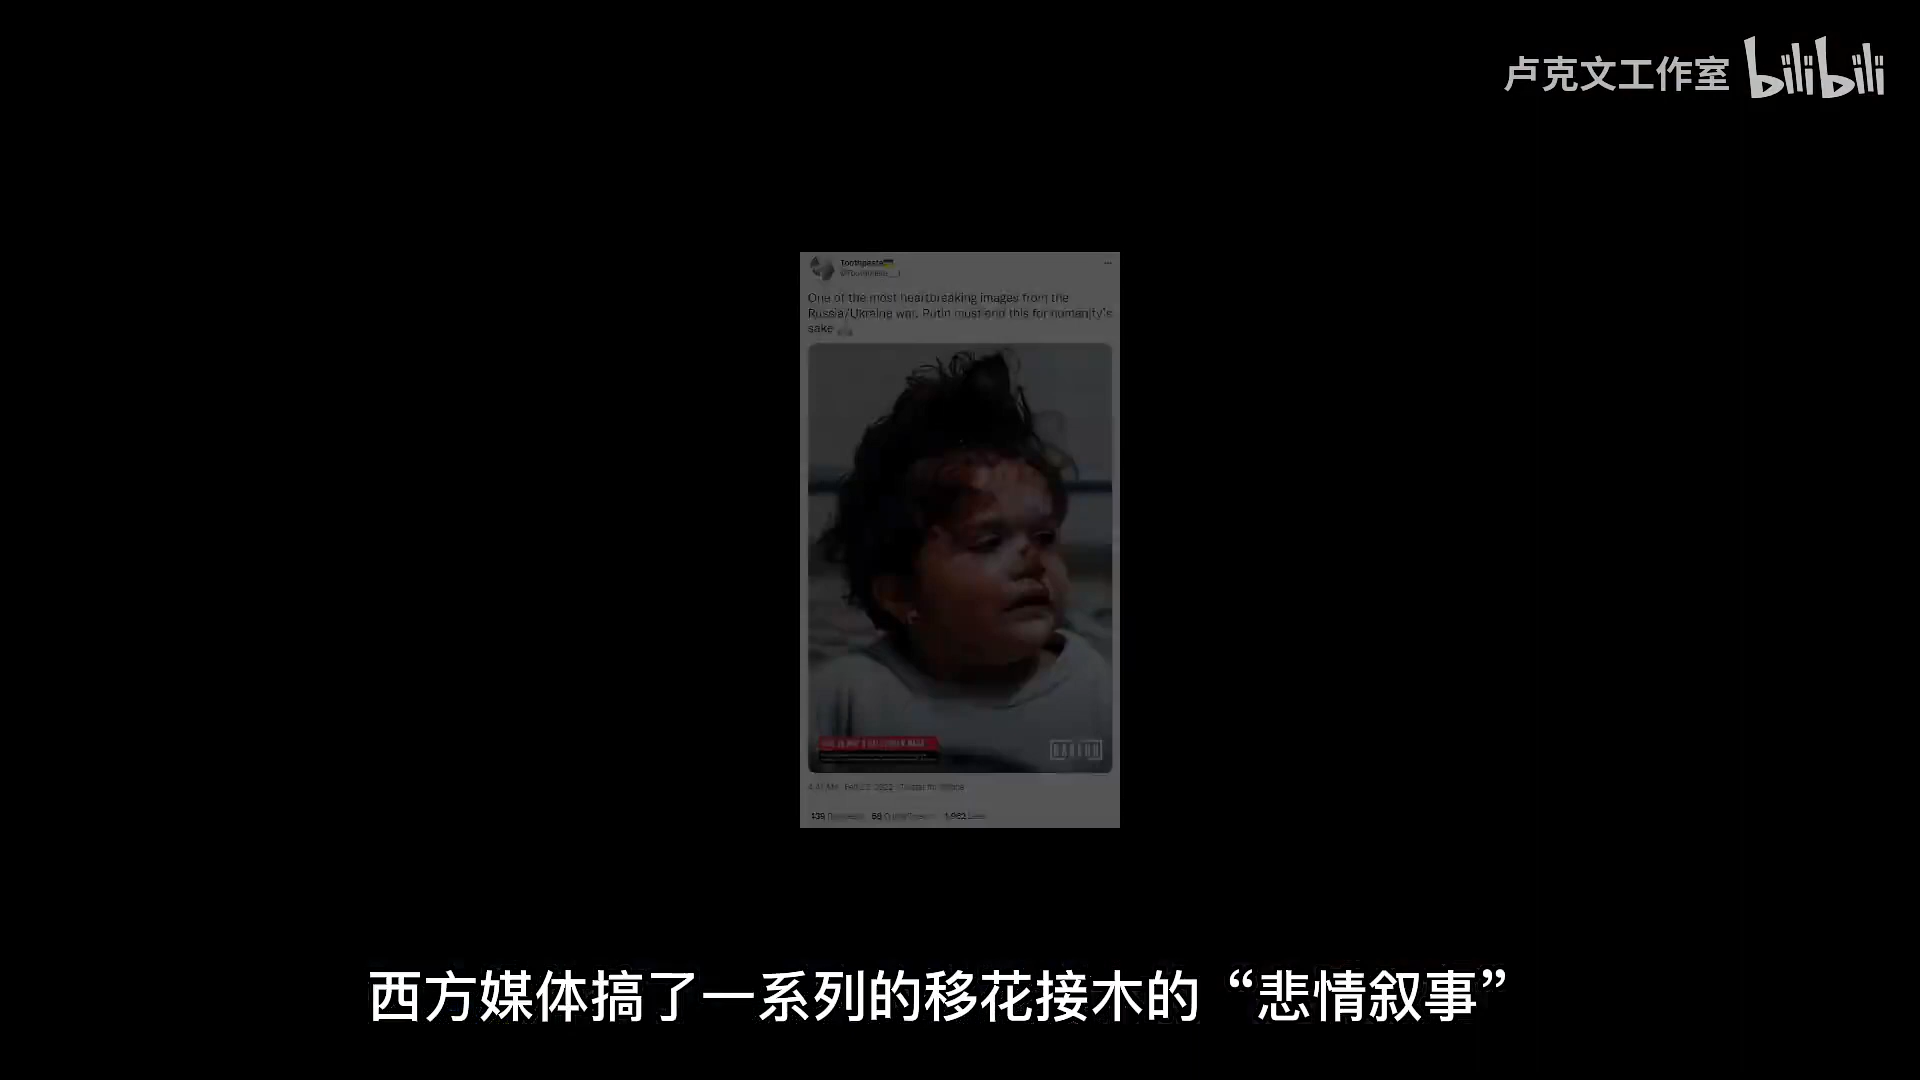 卢克文工作室 bilibili
Toothpaste
One of the most heartbreaking images from the
Russia/Ukraine war. Putin must end this for humanity's
sake
西方媒体搞了一系列的移花接木的“悲情叙事”